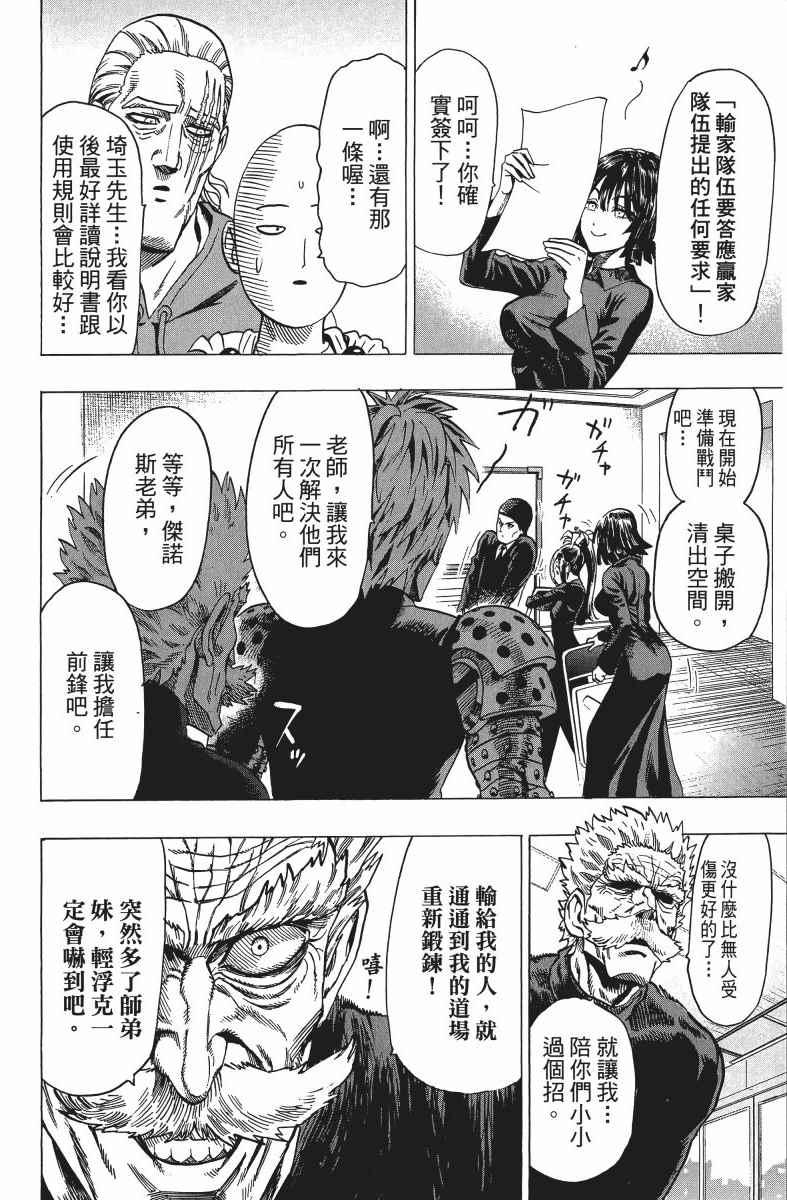 「輸家隊伍要答應贏家
隊伍提出的任何要求」！
♪
呵呵⋯你確
實簽下了！
啊⋯還有那
一條喔⋯
埼玉先生⋯我看你以
後最好詳讀說明書跟
使用規則會比較好⋯
現在開始
準備戰鬥
吧⋯
桌子搬開，
清出空間。
ガチャ
ガチャ
ガ
老師，讓我來
一次解決他們
所有人吧。
スッ
等等，傑諾
斯老弟，
讓我擔任
前鋒吧。
沒什麼比無人受
傷更好的了⋯
就讓我⋯
陪你們小小
過個招。
輸給我的人，就
通通到我的道場
重新鍛鍊！
嘻！
突然多了師弟
妹，輕浮克一
定會嚇到吧。